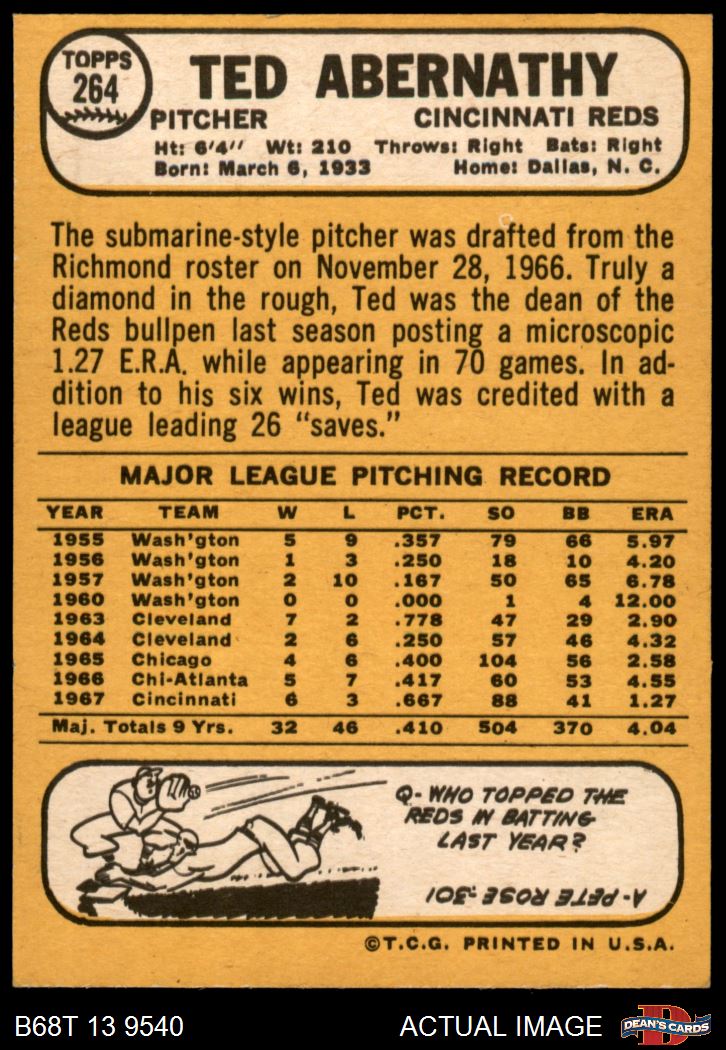 TOPPS
264
TED ABERNATHY
PITCHER CINCINNATI REDS
Ht: 6'4" Wt: 210 Throws: Right Bats: Right
Born: March 6, 1933 Home: Dallas, N. C.
The submarine-style pitcher was drafted from the
Richmond roster on November 28, 1966. Truly a
diamond in the rough, Ted was the dean of the
Reds bullpen last season posting a microscopic
1.27 E.R.A. while appearing in 70 games. In ad-
dition to his six wins, Ted was credited with a
league leading 26 "saves."
MAJOR LEAGUE PITCHING RECORD
YEAR TEAM W L PCT. SO BB ERA
1955 Wash'gton 5 9 .357 79 66 5.97
1956 Wash'gton 1 3 .250 18 10 4.20
1957 Wash'gton 2 10 .167 50 65 6.78
1960 Wash'gton 0 0 .000 1 4 12.00
1963 Cleveland 7 2 .778 47 29 2.90
1964 Cleveland 2 6 .250 57 46 4.32
1965 Chicago 4 6 .400 104 56 2.58
1966 Chi-Atlanta 5 7 .417 60 53 4.55
1967 Cincinnati 6 3 .667 88 41 1.27
Maj. Totals 9 Yrs. 32 46 .410 504 370 4.04
Q- WHO TOPPED THE
REDS IN BATTING
LAST YEAR?
A- PETE ROSE-.301
©T.C.G. PRINTED IN U.S.A.
B68T 13 9540 ACTUAL IMAGE
D
DEAN'S CARDS